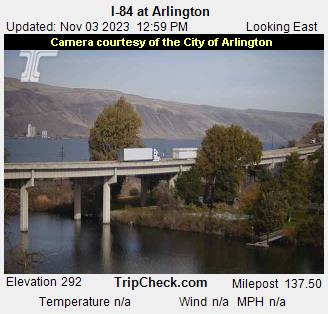 I-84 at Arlington
Updated: Nov 03 2023 12:59 PM Looking East
Camera courtesy of the City of Arlington
Elevation 292 TripCheck.com Milepost 137.50
Temperature n/a Wind n/a MPH n/a